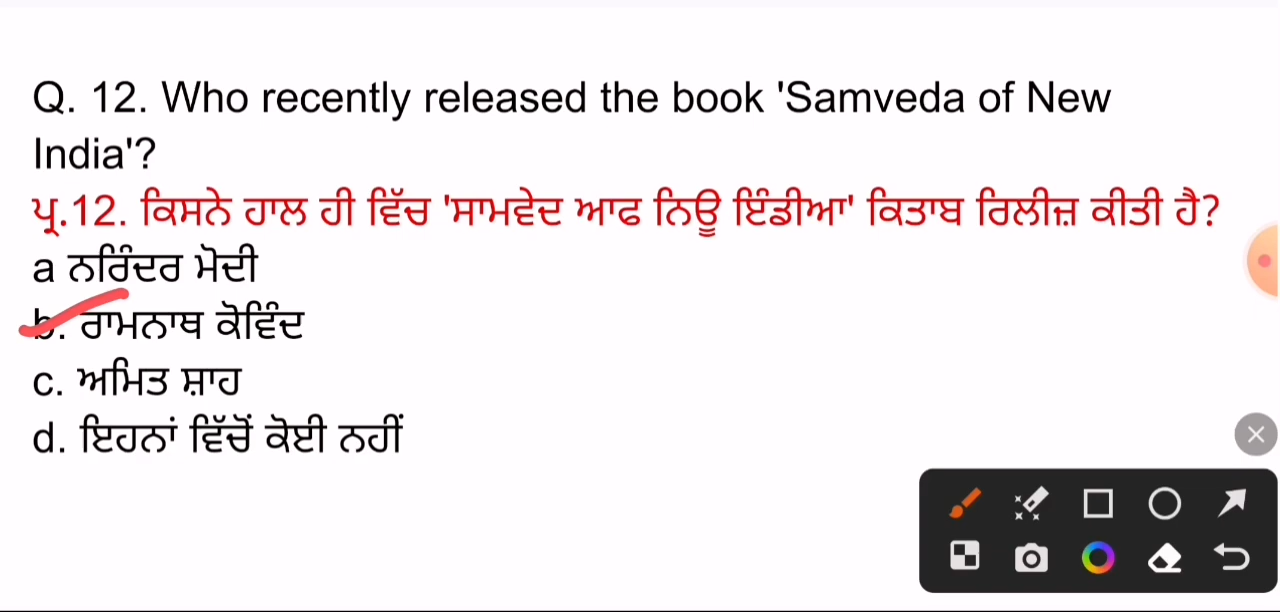 Q. 12. Who recently released the book 'Samveda of New
India'?
ਪ੍ਰ.12. ਕਿਸਨੇ ਹਾਲ ਹੀ ਵਿੱਚ 'ਸਾਮਵੇਦ ਆਫ ਨਿਊ ਇੰਡੀਆ' ਕਿਤਾਬ ਰਿਲੀਜ਼ ਕੀਤੀ ਹੈ?
a ਨਰਿੰਦਰ ਮੋਦੀ
b. ਰਾਮਨਾਥ ਕੋਵਿੰਦ
c. ਅਮਿਤ ਸ਼ਾਹ
d. ਇਹਨਾਂ ਵਿੱਚੋਂ ਕੋਈ ਨਹੀਂ